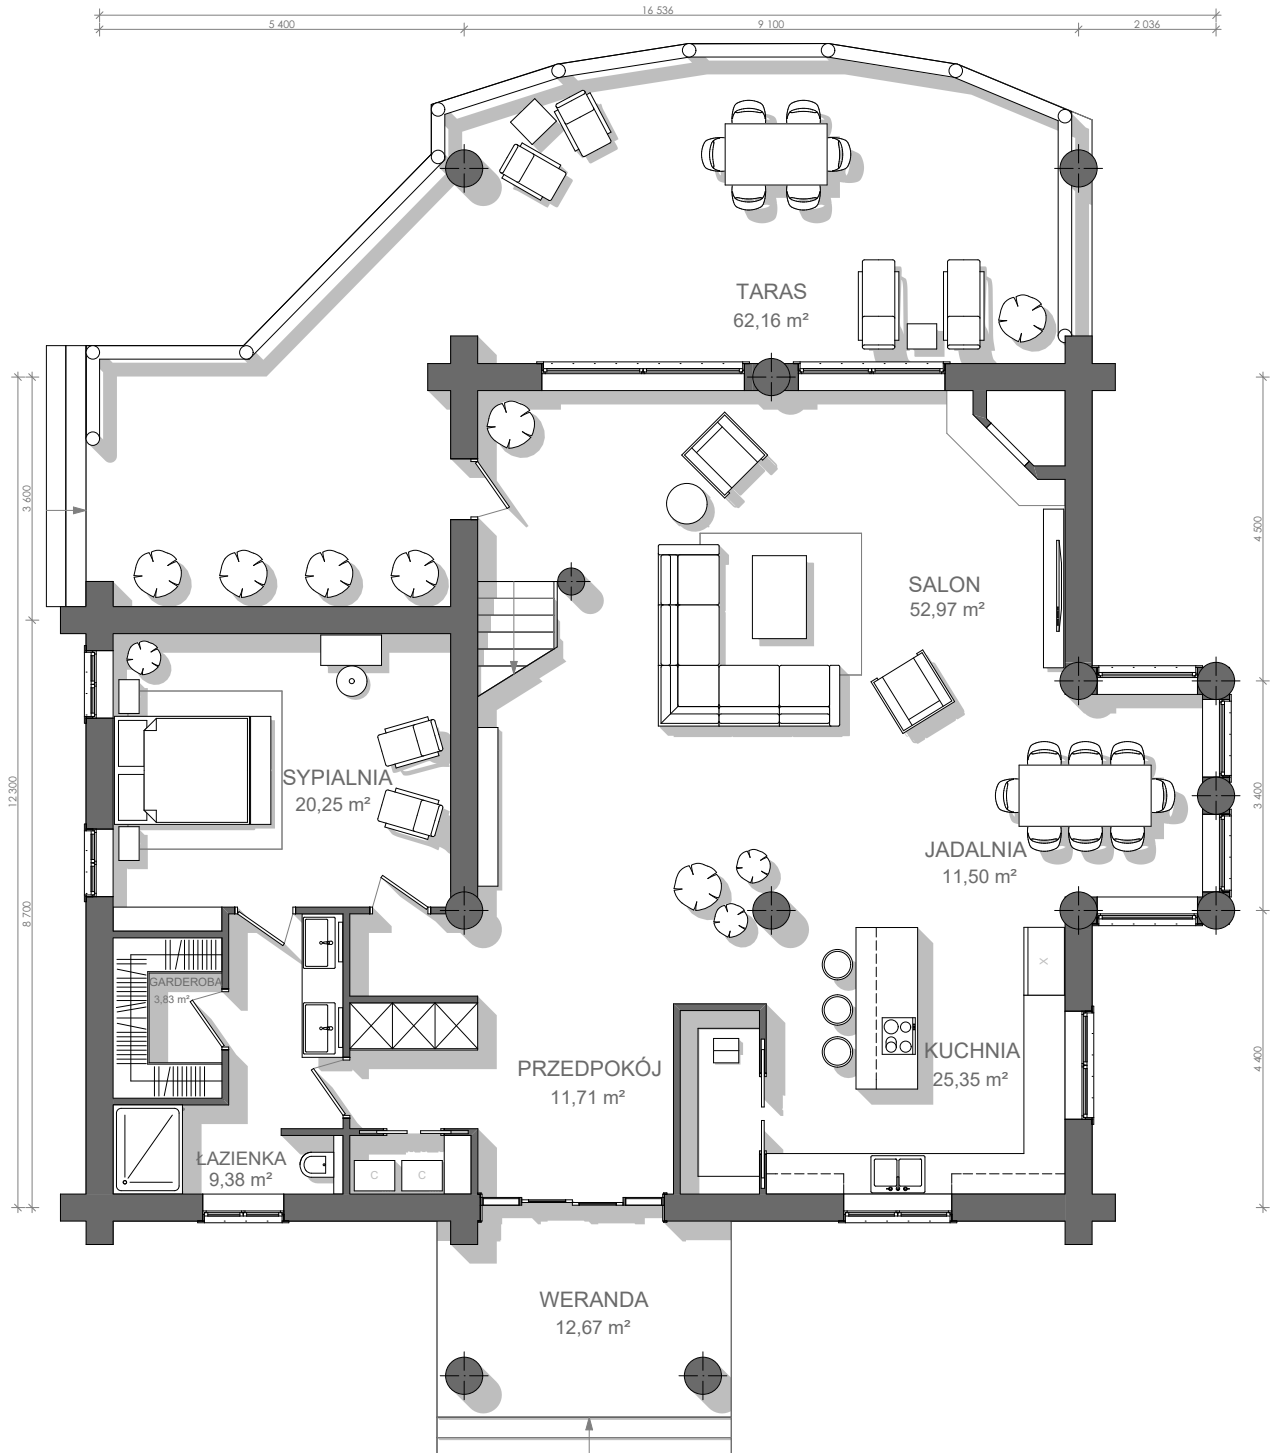 16 536
5 400
9 100
2 036
TARAS
62,16 m²
3 600
4 500
SALON
52,97 m²
12 300
SYPIALNIA
20,25 m²
3 400
JADALNIA
11,50 m²
8 700
X
GARDEROBA
3,83 m²
KUCHNIA
25,35 m²
4 400
PRZEDPOKÓJ
11,71 m²
ŁAZIENKA
9,38 m²
C
C
WERANDA
12,67 m²